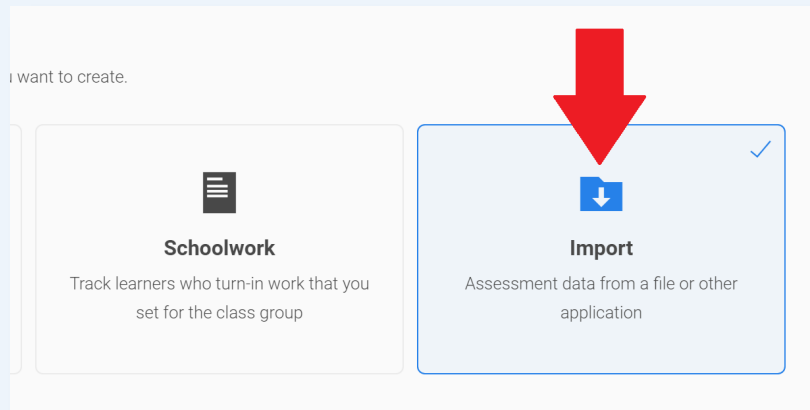 want to create.
Schoolwork
Track learners who turn-in work that you
set for the class group
Import
Assessment data from a file or other
application